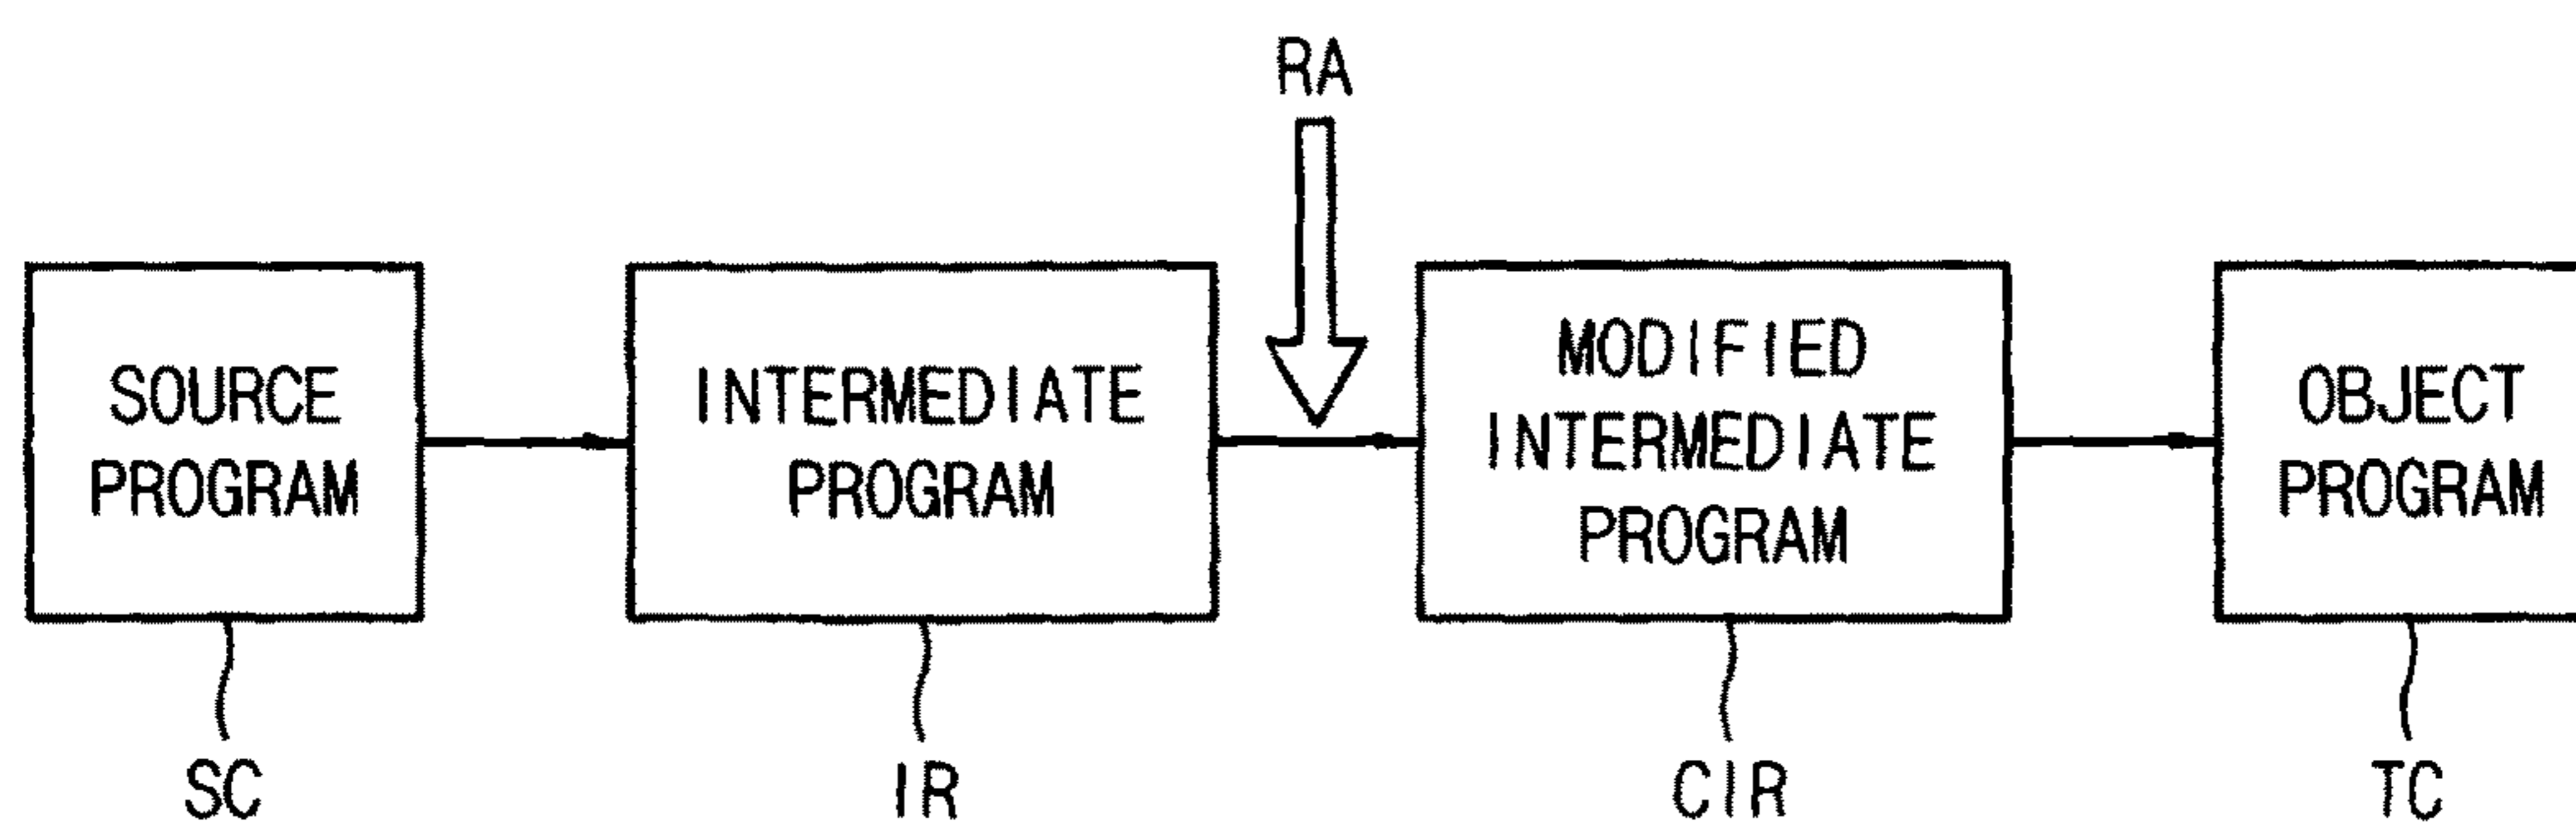 RA
SOURCE
PROGRAM
INTERMEDIATE
PROGRAM
MODIFIED
INTERMEDIATE
PROGRAM
OBJECT
PROGRAM
SC
IR
CIR
TC